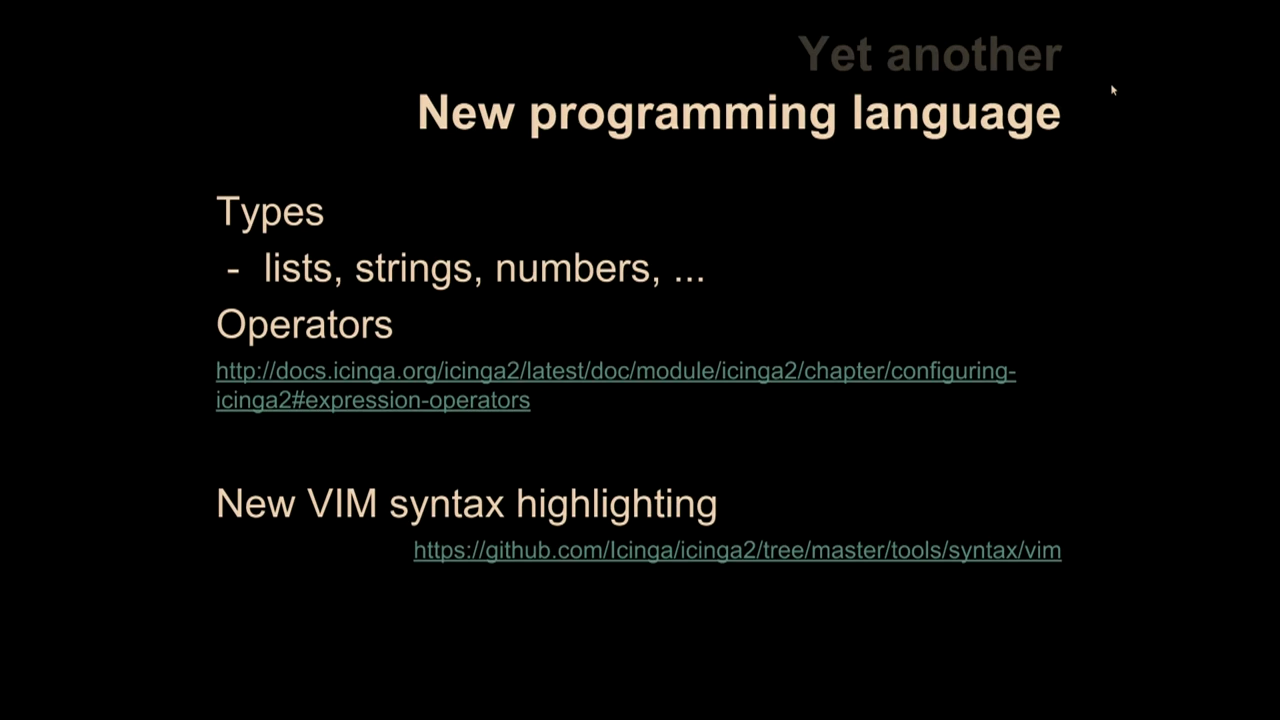 Yet another
New programming language
Types
- lists, strings, numbers, ...
Operators
http://docs.icinga.org/icinga2/latest/doc/module/icinga2/chapter/configuring-
icinga2#expression-operators
New VIM syntax highlighting
https://github.com/Icinga/icinga2/tree/master/tools/syntax/vim